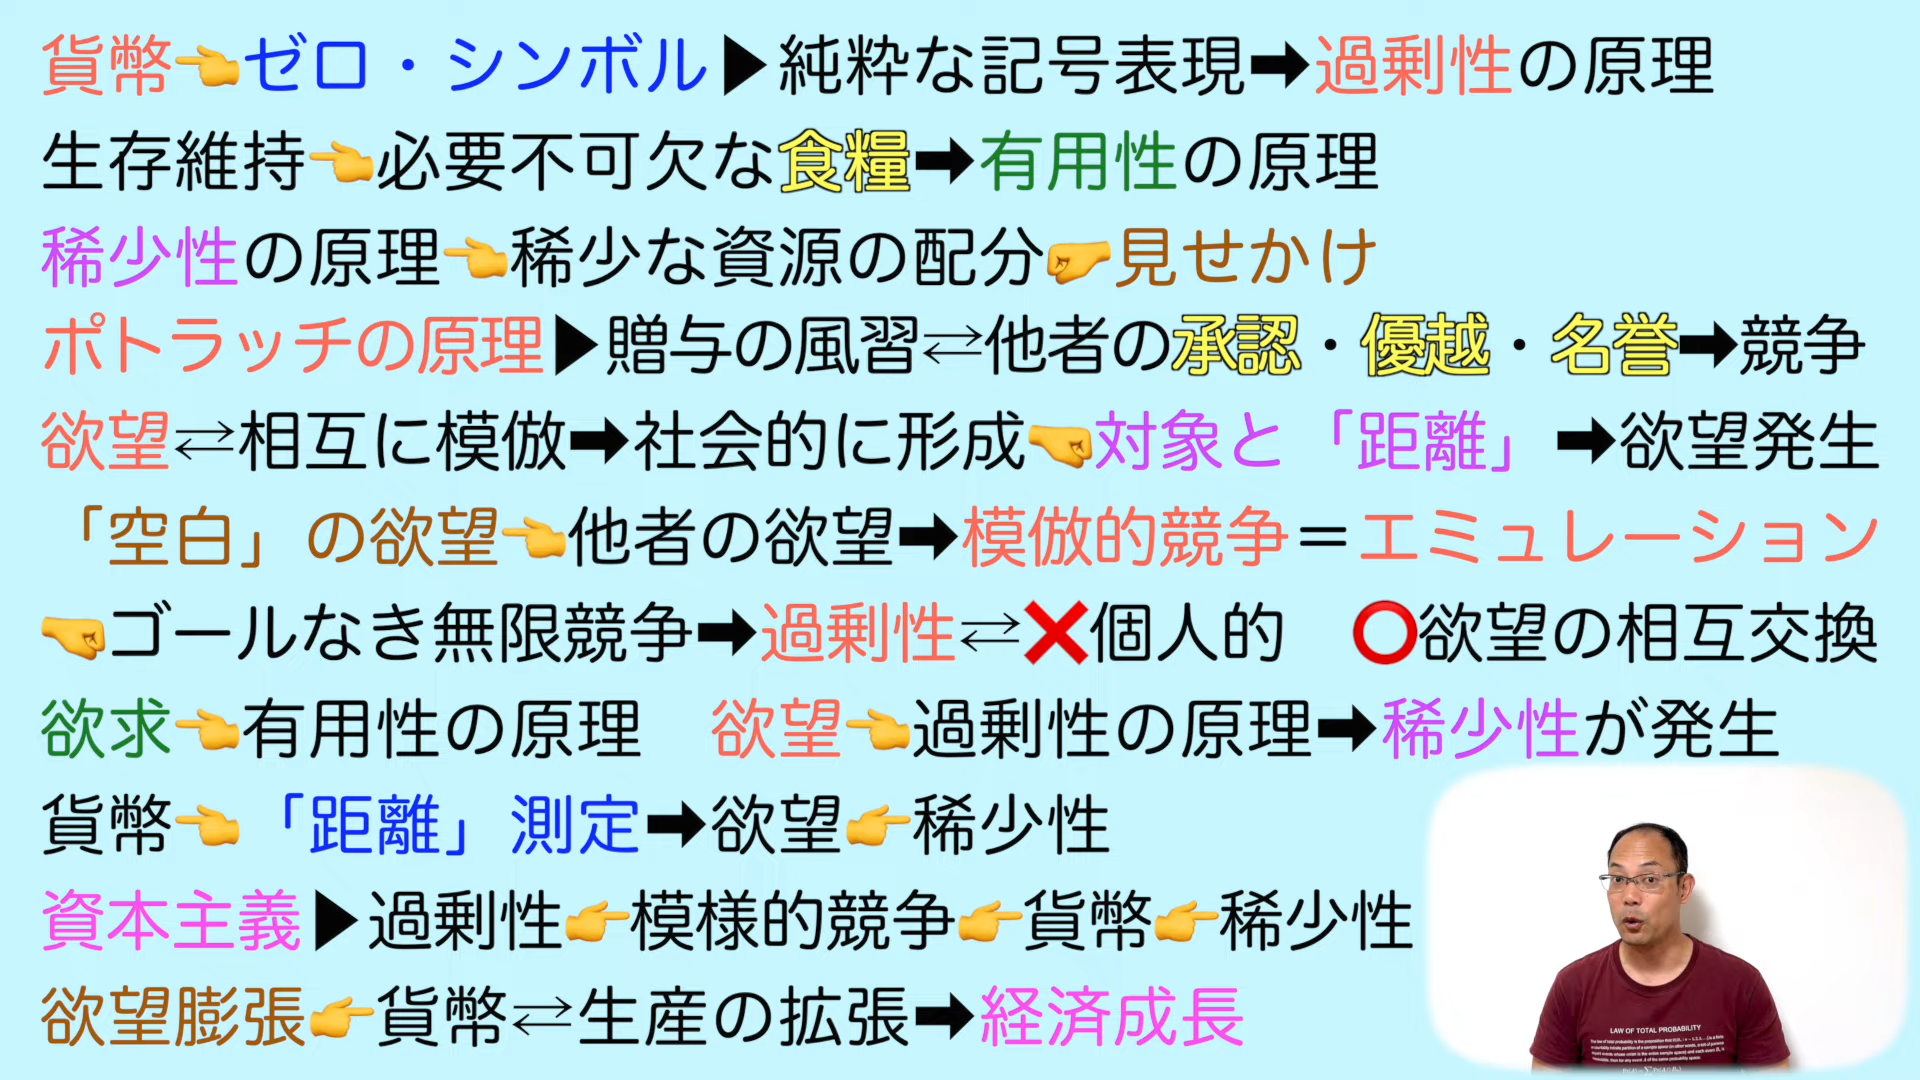 貨幣👈ゼロ・シンボル▶純粋な記号表現➡過剰性の原理
生存維持👈必要不可欠な食糧➡有用性の原理
稀少性の原理👈稀少な資源の配分🤛見せかけ
ポトラッチの原理▶贈与の風習⇄他者の承認・優越・名誉➡競争
欲望⇄相互に模倣➡社会的に形成🤜対象と「距離」➡欲望発生
「空白」の欲望👈他者の欲望➡模倣的競争＝エミュレーション
🤜ゴールなき無限競争➡過剰性⇄❌個人的　⭕欲望の相互交換
欲求👈有用性の原理　欲望👈過剰性の原理➡稀少性が発生
貨幣👈「距離」測定➡欲望👉稀少性
資本主義▶過剰性👉模様的競争👉貨幣👉稀少性
欲望膨張👉貨幣⇄生産の拡張➡経済成長
LAW OF TOTAL PROBABILITY